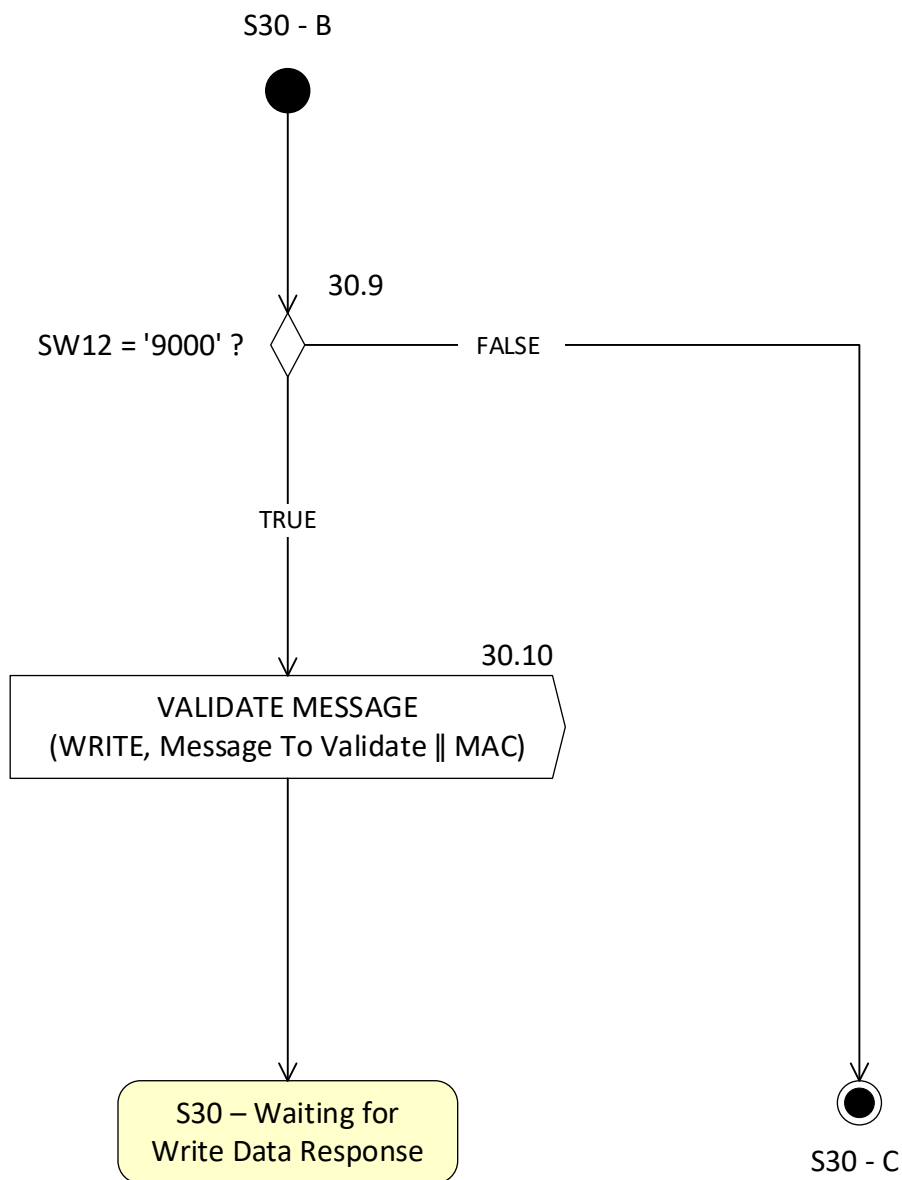 S30 - B
30.9
SW12 = '9000' ?
FALSE
TRUE
30.10
VALIDATE MESSAGE
(WRITE, Message To Validate || MAC)
S30 – Waiting for
Write Data Response
S30 - C